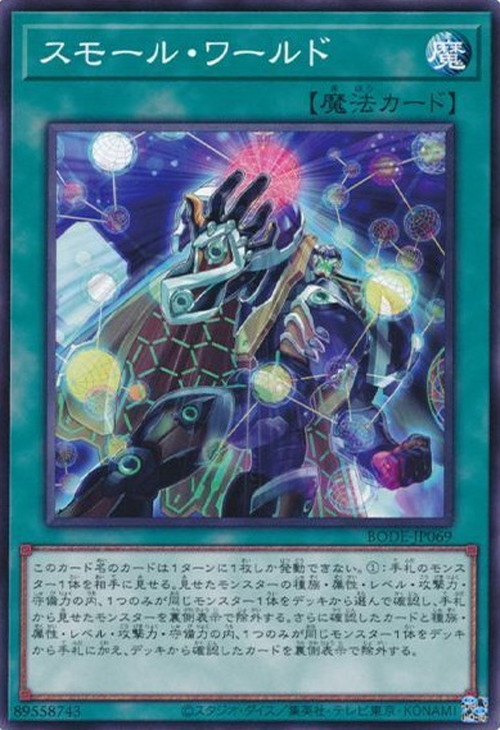 スモール・ワールド
魔
【魔法カード】
BODE-JP069
このカード名のカードは1ターンに1枚しか発動できない。①:手札のモンス
ター1体を相手に見せる。見せたモンスターの種族・属性・レベル・攻撃力・
守備力の内、1つのみが同じモンスター1体をデッキから選んで確認し、手札
から見せたモンスターを裏側表示で除外する。さらに確認したカードと種族・
属性・レベル・攻撃力・守備力の内、1つのみが同じモンスター1体をデッキ
から手札に加え、デッキから確認したカードを裏側表示で除外する。
89558743
©スタジオ・ダイス/集英社・テレビ東京・KONAMI